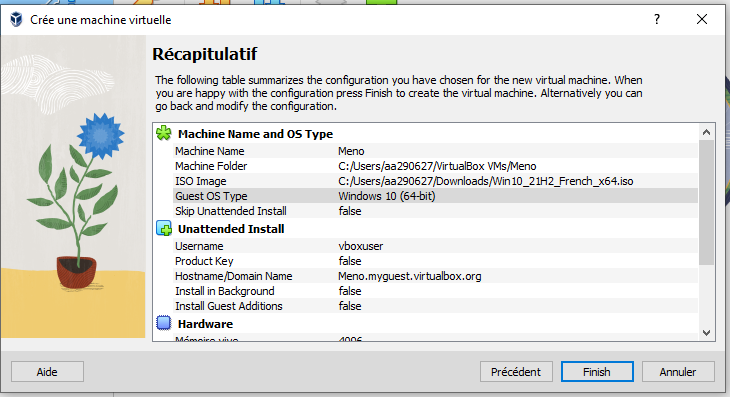 Crée une machine virtuelle
Récapitulatif
The following table summarizes the configuration you have chosen for the new virtual machine. When
you are happy with the configuration press Finish to create the virtual machine. Alternatively you can
go back and modify the configuration.
Machine Name and OS Type
Machine Name Meno
Machine Folder C:/Users/aa290627/VirtualBox VMs/Meno
ISO Image C:/Users/aa290627/Downloads/Win10_21H2_French_x64.iso
Guest OS Type Windows 10 (64-bit)
Skip Unattended Install false
Unattended Install
Username vboxuser
Product Key false
Hostname/Domain Name Meno.myguest.virtualbox.org
Install in Background false
Install Guest Additions false
Hardware
Mémoire vive 4096
Aide Précédent Finish Annuler